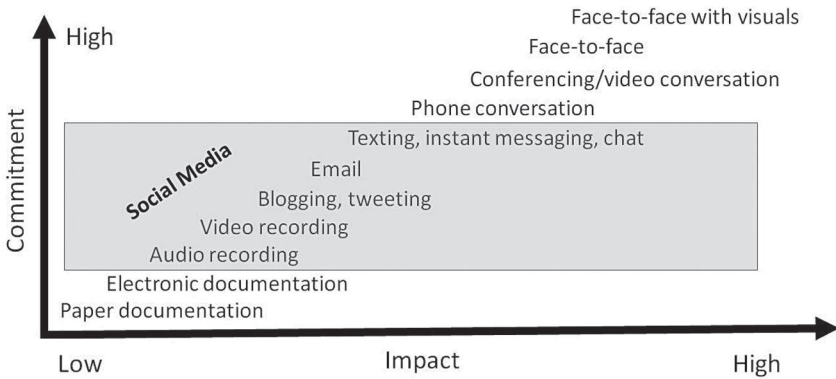 Face-to-face with visuals
High
Face-to-face
Conferencing/video conversation
Phone conversation
Texting, instant messaging, chat
Social Media
Email
Blogging, tweeting
Video recording
Audio recording
Electronic documentation
Paper documentation
Commitment
Low
Impact
High